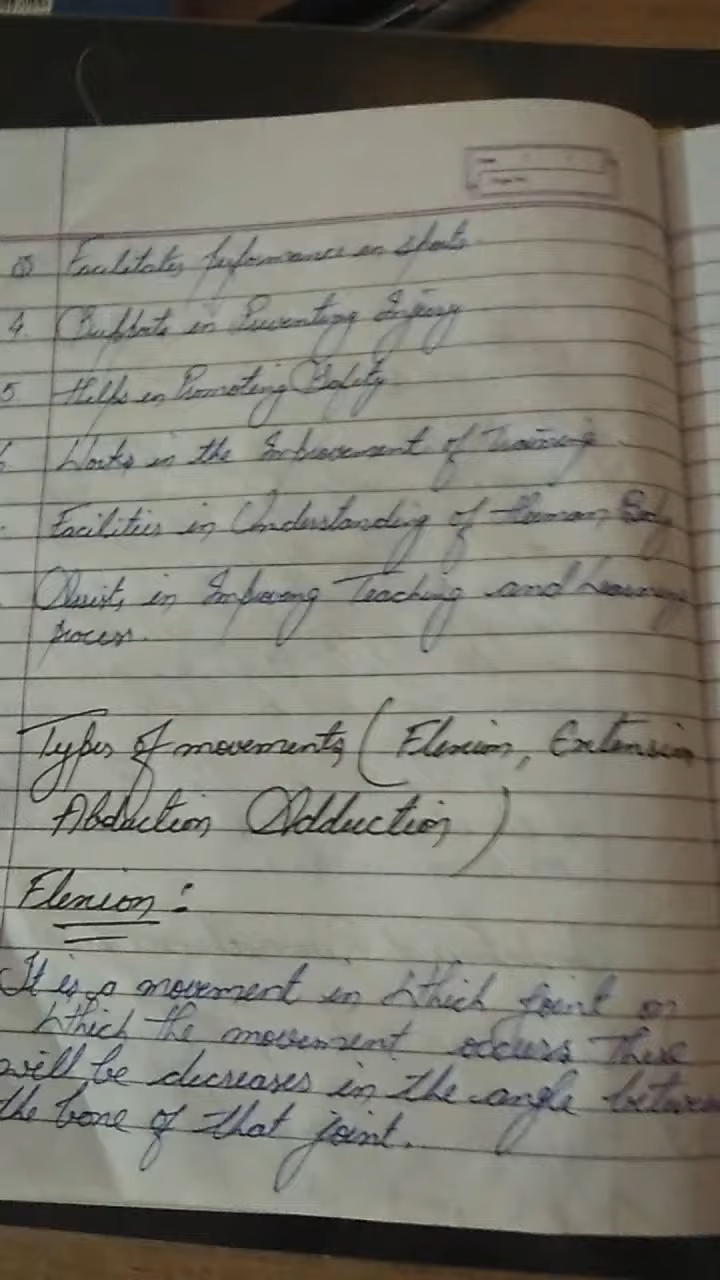 3 Facilitates performance in sports.
4. Supports in Preventing Injury
5 Helps in Promoting Safety
Works in the Improvement of Training.
Facilities in Understanding of Human Body
Assists in Improving Teaching and Learning
process.
Types of movements ( Flexion, Extension
Abduction Adduction )
Flexion :
It is a movement in which joint on
which the movement occurs there
will be decreases in the angle between
the bone of that joint.